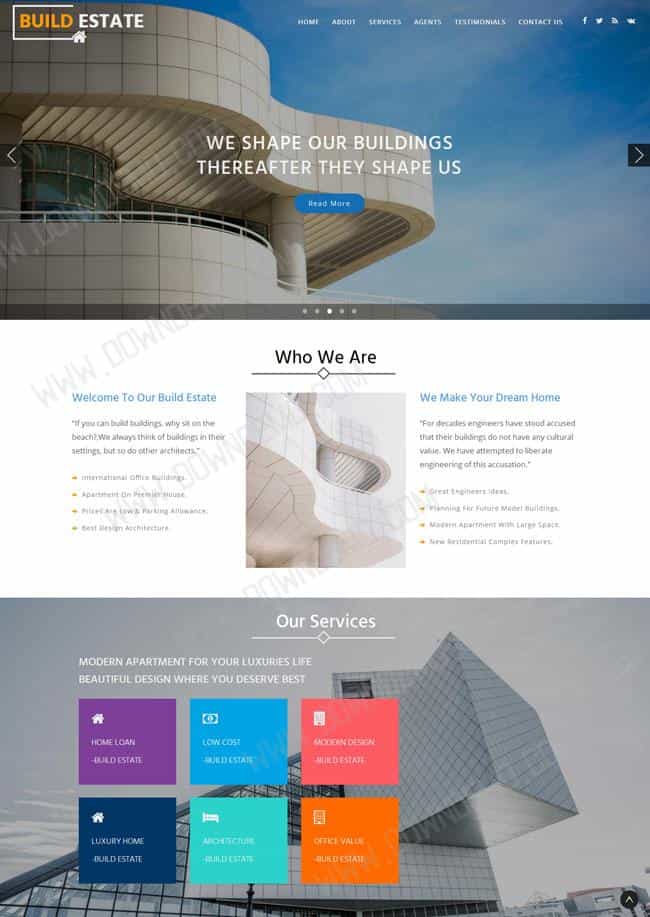 BUILD ESTATE
HOME ABOUT SERVICES AGENTS TESTIMONIALS CONTACT US
WE SHAPE OUR BUILDINGS
THEREAFTER THEY SHAPE US
Read More
Who We Are
Welcome To Our Build Estate
"If you can build buildings, why sit on the
beach?.We always think of buildings in their
settings, but so do other architects."
International Office Buildings.
Apartment On Premier House.
Prices Are Low & Parking Allowance.
Best Design Architecture.
We Make Your Dream Home
"For decades engineers have stood accused
that their buildings do not have any cultural
value. We have attempted to liberate
engineering of this accusation."
Great Engineers Ideas.
Planning For Future Model Buildings.
Modern Apartment With Large Space.
New Residential Complex Features.
Our Services
MODERN APARTMENT FOR YOUR LUXURIES LIFE
BEAUTIFUL DESIGN WHERE YOU DESERVE BEST
HOME LOAN
-BUILD ESTATE
LOW COST
-BUILD ESTATE
MODERN DESIGN
-BUILD ESTATE
LUXURY HOME
-BUILD ESTATE
ARCHITECTURE
-BUILD ESTATE
OFFICE VALUE
-BUILD ESTATE